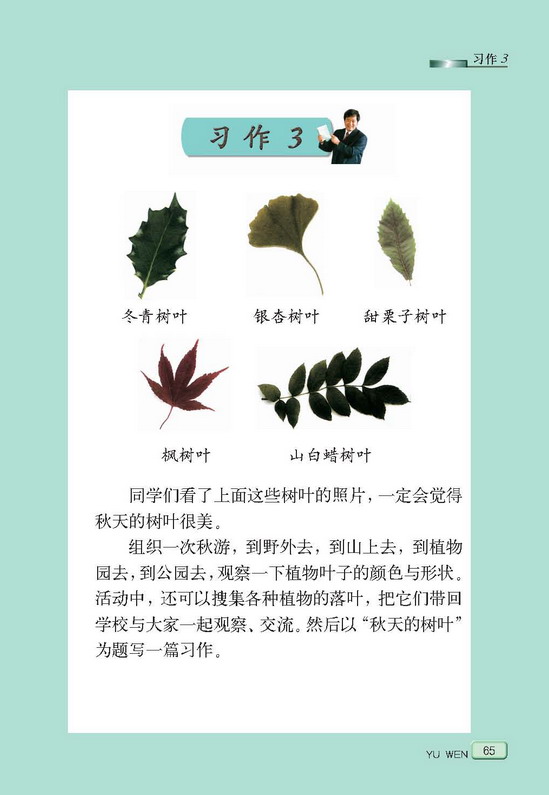 习作 3
习作 3
冬青树叶
银杏树叶
甜栗子树叶
枫树叶
山白蜡树叶
同学们看了上面这些树叶的照片，一定会觉得
秋天的树叶很美。
组织一次秋游，到野外去，到山上去，到植物
园去，到公园去，观察一下植物叶子的颜色与形状。
活动中，还可以搜集各种植物的落叶，把它们带回
学校与大家一起观察、交流。然后以“秋天的树叶”
为题写一篇习作。
YU WEN 65